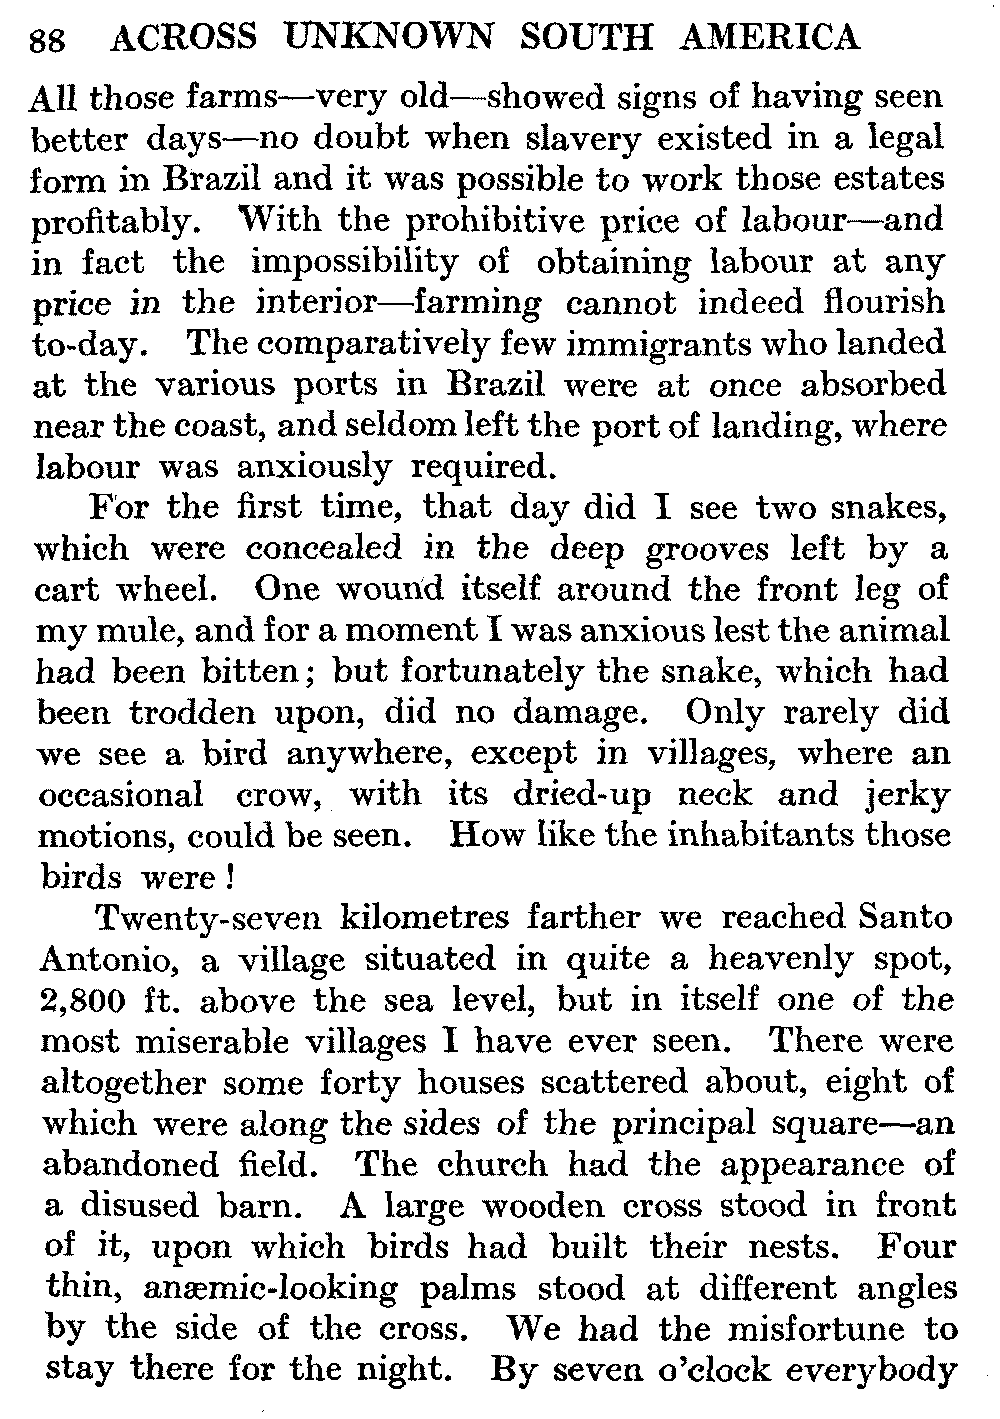 88 ACROSS UNKNOWN SOUTH AMERICA
All those farms—very old—showed signs of having seen
better days—no doubt when slavery existed in a legal
form in Brazil and it was possible to work those estates
profitably. With the prohibitive price of labour—and
in fact the impossibility of obtaining labour at any
price in the interior—farming cannot indeed flourish
to-day. The comparatively few immigrants who landed
at the various ports in Brazil were at once absorbed
near the coast, and seldom left the port of landing, where
labour was anxiously required.
For the first time, that day did I see two snakes,
which were concealed in the deep grooves left by a
cart wheel. One wound itself around the front leg of
my mule, and for a moment I was anxious lest the animal
had been bitten; but fortunately the snake, which had
been trodden upon, did no damage. Only rarely did
we see a bird anywhere, except in villages, where an
occasional crow, with its dried-up neck and jerky
motions, could be seen. How like the inhabitants those
birds were!
Twenty-seven kilometres farther we reached Santo
Antonio, a village situated in quite a heavenly spot,
2,800 ft. above the sea level, but in itself one of the
most miserable villages I have ever seen. There were
altogether some forty houses scattered about, eight of
which were along the sides of the principal square—an
abandoned field. The church had the appearance of
a disused barn. A large wooden cross stood in front
of it, upon which birds had built their nests. Four
thin, anæmic-looking palms stood at different angles
by the side of the cross. We had the misfortune to
stay there for the night. By seven o'clock everybody